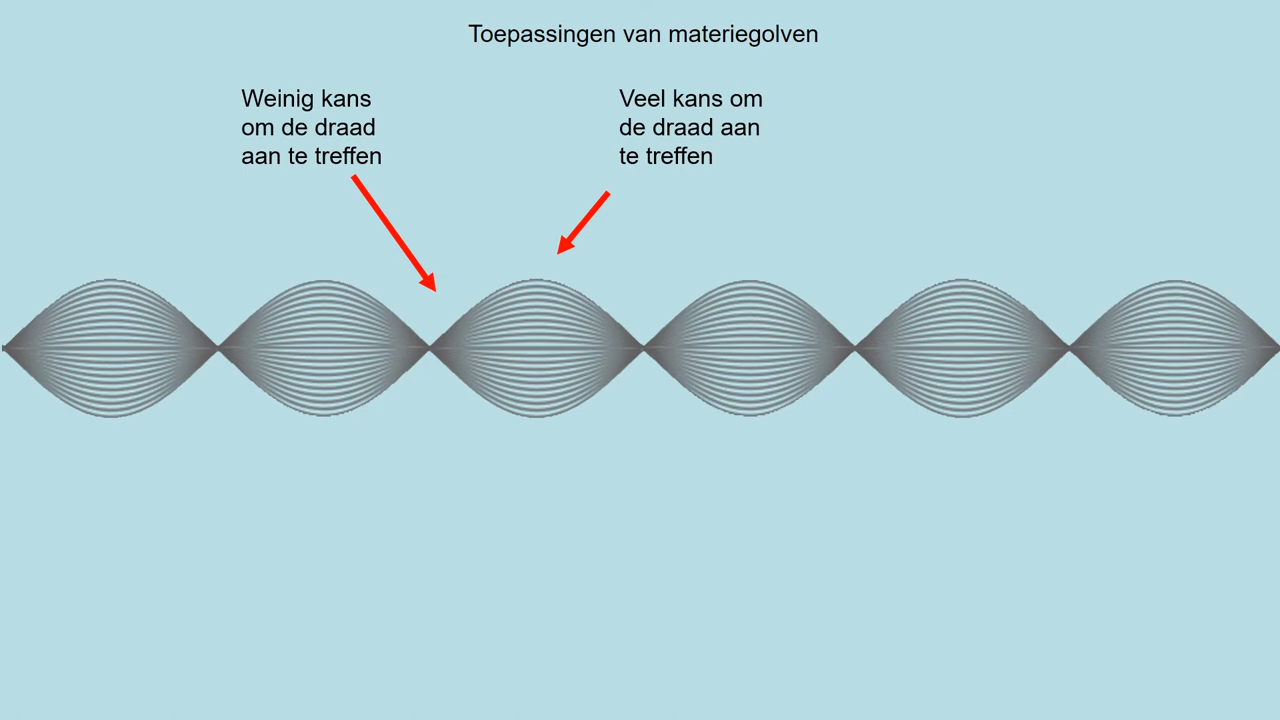 Toepassingen van materiegolven
Weinig kans
om de draad
aan te treffen
Veel kans om
de draad aan
te treffen